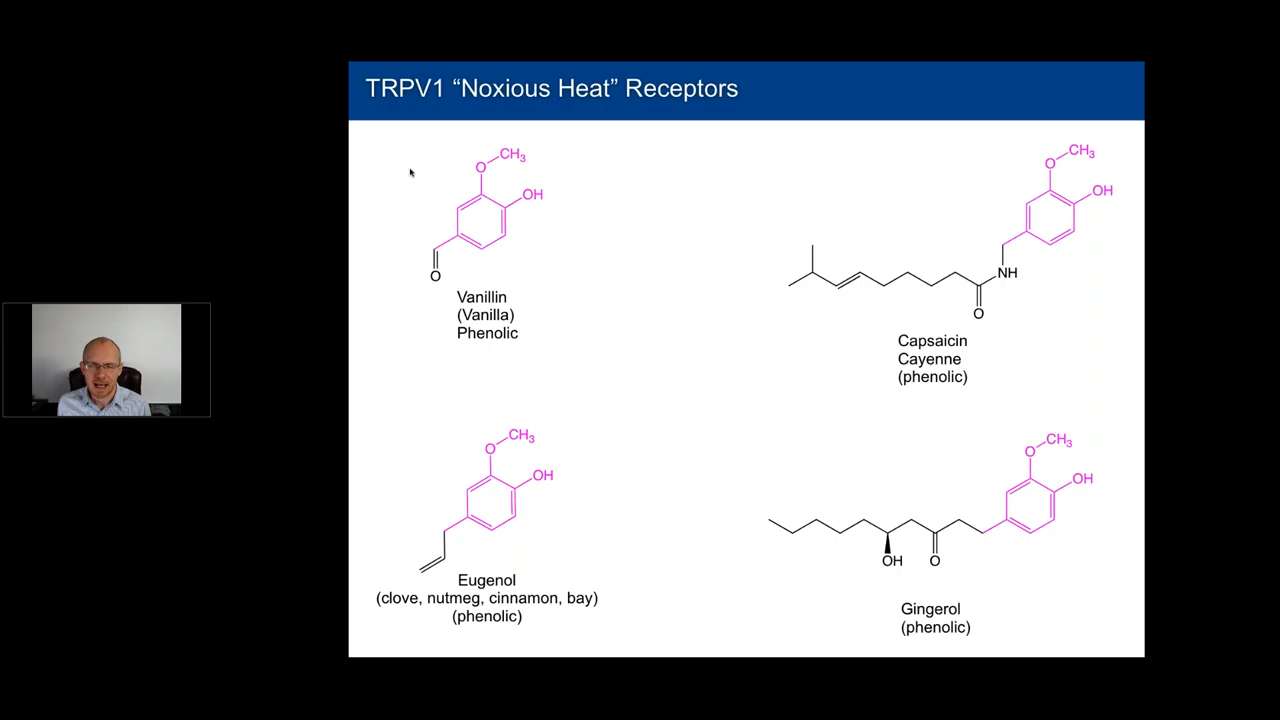 TRPV1 “Noxious Heat” Receptors
O
CH3
OH
O
Vanillin
(Vanilla)
Phenolic
O
CH3
OH
NH
O
Capsaicin
Cayenne
(phenolic)
O
CH3
OH
Eugenol
(clove, nutmeg, cinnamon, bay)
(phenolic)
O
CH3
OH
OH
O
Gingerol
(phenolic)